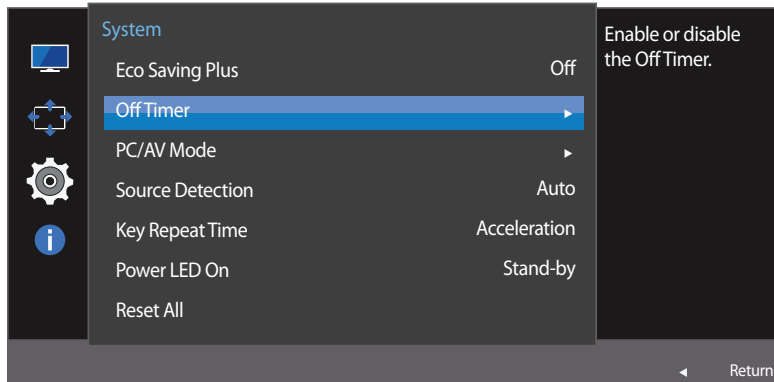 System
Eco Saving Plus Off
Off Timer ►
PC/AV Mode ►
Source Detection Auto
Key Repeat Time Acceleration
Power LED On Stand-by
Reset All
Enable or disable
the Off Timer.
◄ Return